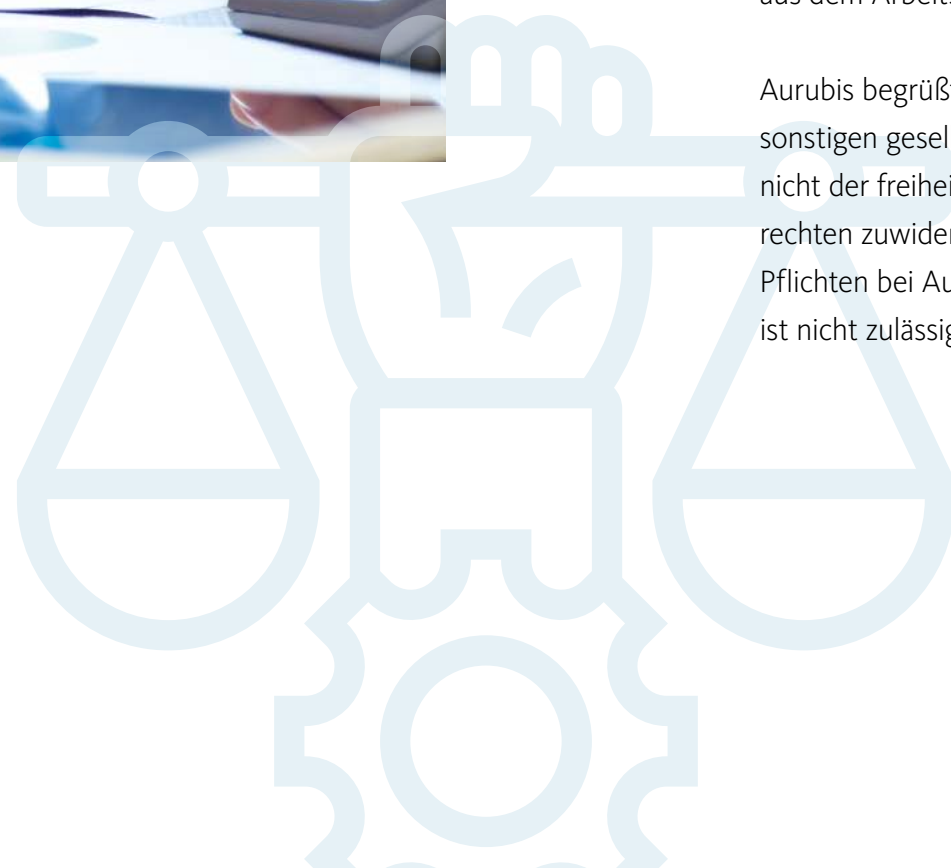 aus dem
Aurubis begrüß
sonstigen gesel
nicht der freihei
rechten zuwider
Pflichten bei Au
ist nicht zulässig